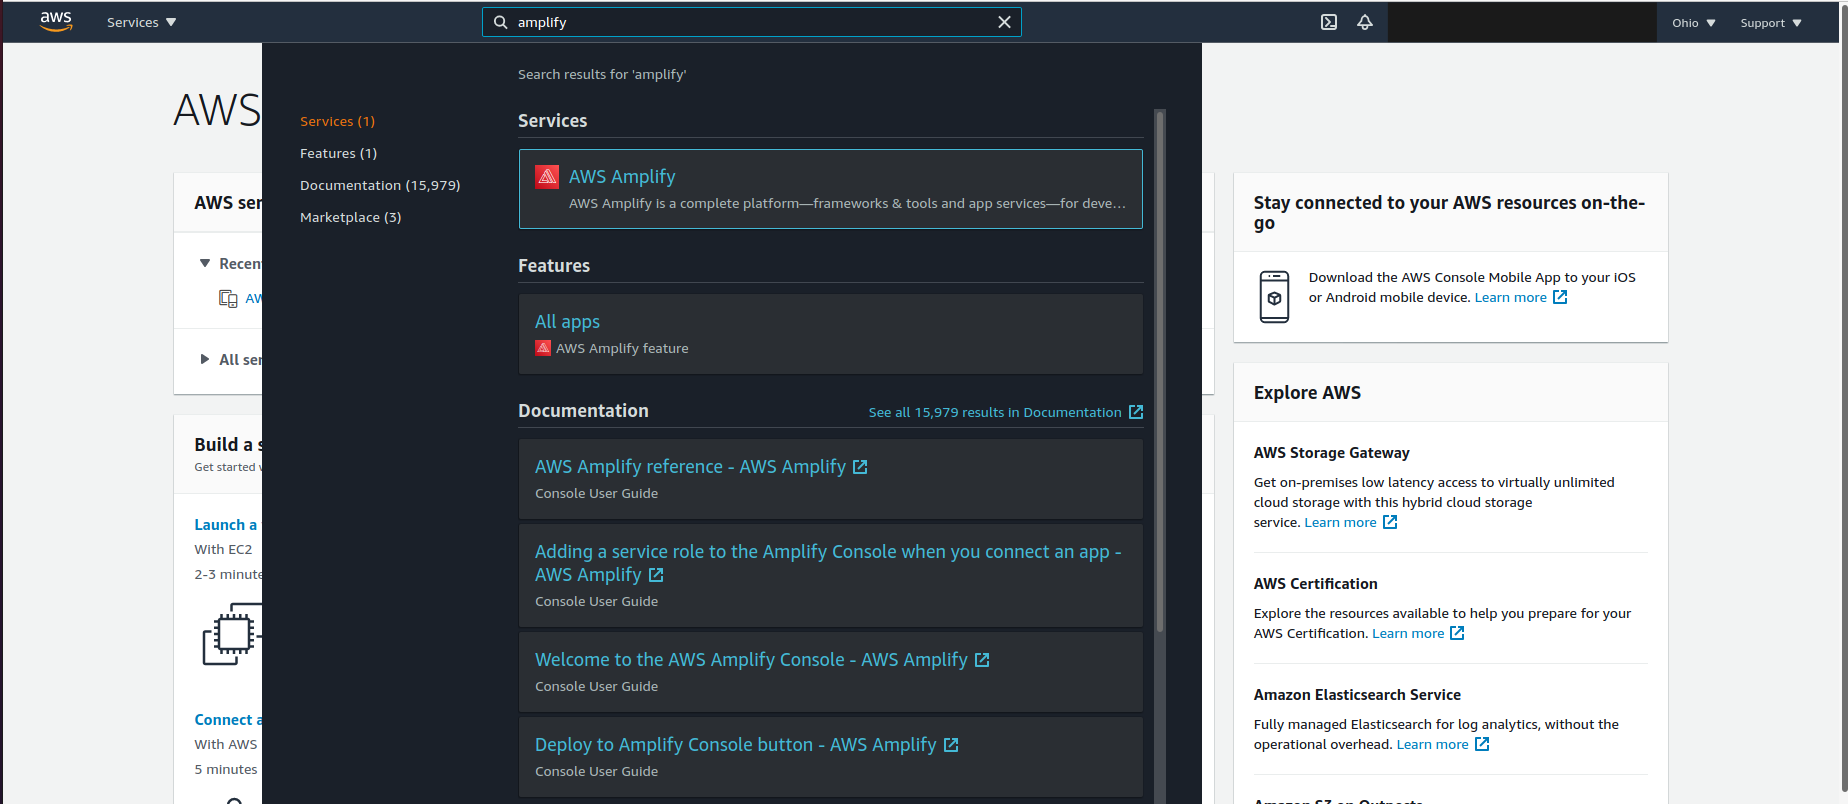 aws
Services
amplify
Ohio
Support
Search results for 'amplify'
Services (1)
Features (1)
Documentation (15,979)
Marketplace (3)
Services
AWS Amplify
AWS Amplify is a complete platform—frameworks & tools and app services—for deve…
Features
All apps
AWS Amplify feature
Documentation
See all 15,979 results in Documentation
AWS Amplify reference - AWS Amplify
Console User Guide
Adding a service role to the Amplify Console when you connect an app -
AWS Amplify
Console User Guide
Welcome to the AWS Amplify Console - AWS Amplify
Console User Guide
Deploy to Amplify Console button - AWS Amplify
Console User Guide
AWS
AWS ser
Recen
AW
All ser
Build a s
Get started
Launch a
With EC2
2-3 minute
Connect a
With AWS
5 minutes
Stay connected to your AWS resources on-the-
go
Download the AWS Console Mobile App to your iOS
or Android mobile device. Learn more
Explore AWS
AWS Storage Gateway
Get on-premises low latency access to virtually unlimited
cloud storage with this hybrid cloud storage
service. Learn more
AWS Certification
Explore the resources available to help you prepare for your
AWS Certification. Learn more
Amazon Elasticsearch Service
Fully managed Elasticsearch for log analytics, without the
operational overhead. Learn more
Amazon S3 on Outposts